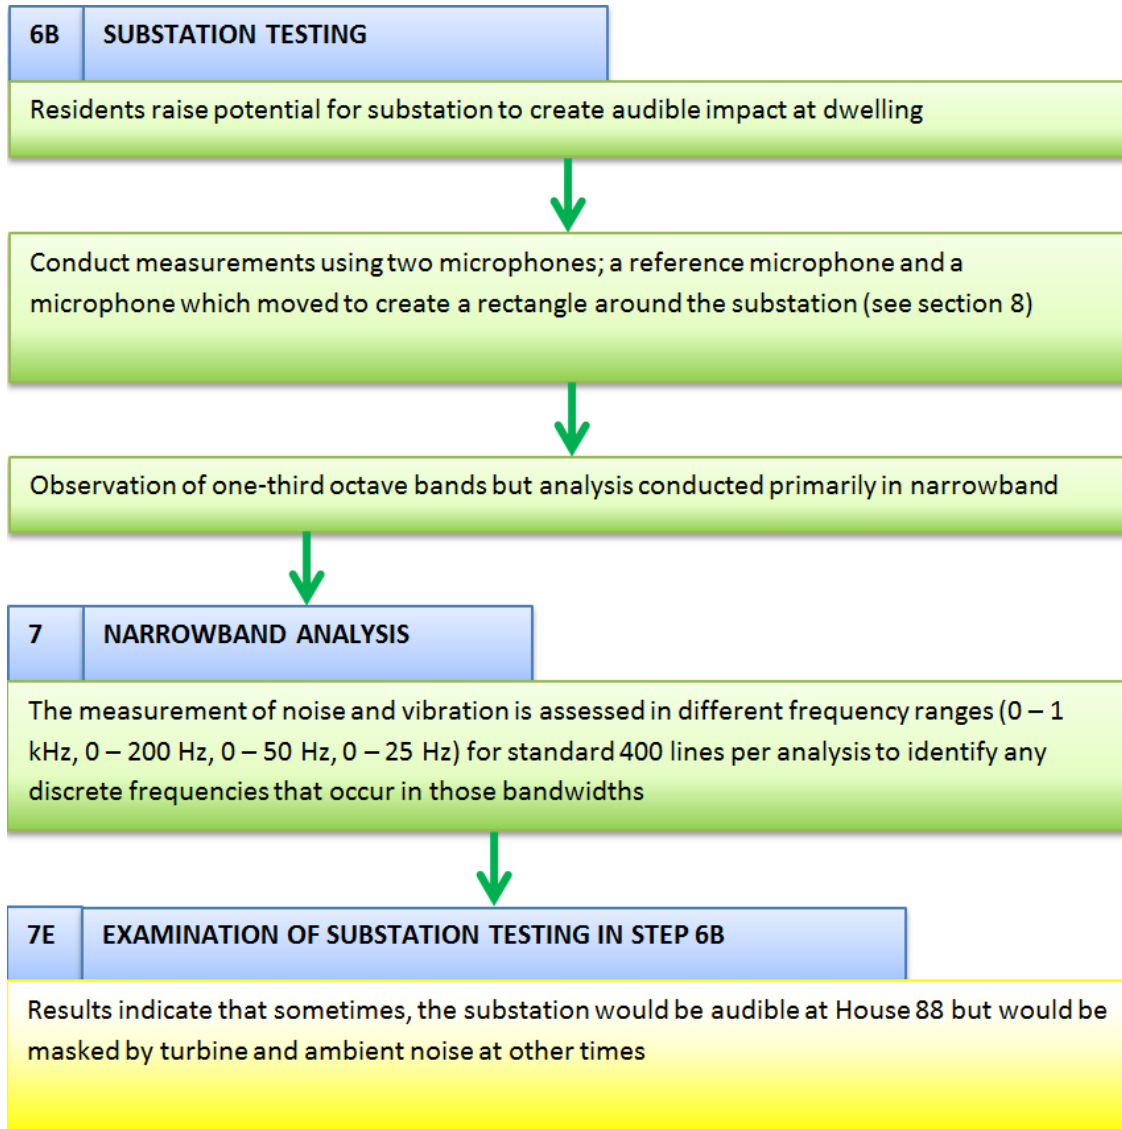 6B SUBSTATION TESTING
Residents raise potential for substation to create audible impact at dwelling
Conduct measurements using two microphones; a reference microphone and a
microphone which moved to create a rectangle around the substation (see section 8)
Observation of one-third octave bands but analysis conducted primarily in narrowband
7 NARROWBAND ANALYSIS
The measurement of noise and vibration is assessed in different frequency ranges (0 – 1
kHz, 0 – 200 Hz, 0 – 50 Hz, 0 – 25 Hz) for standard 400 lines per analysis to identify any
discrete frequencies that occur in those bandwidths
7E EXAMINATION OF SUBSTATION TESTING IN STEP 6B
Results indicate that sometimes, the substation would be audible at House 88 but would be
masked by turbine and ambient noise at other times